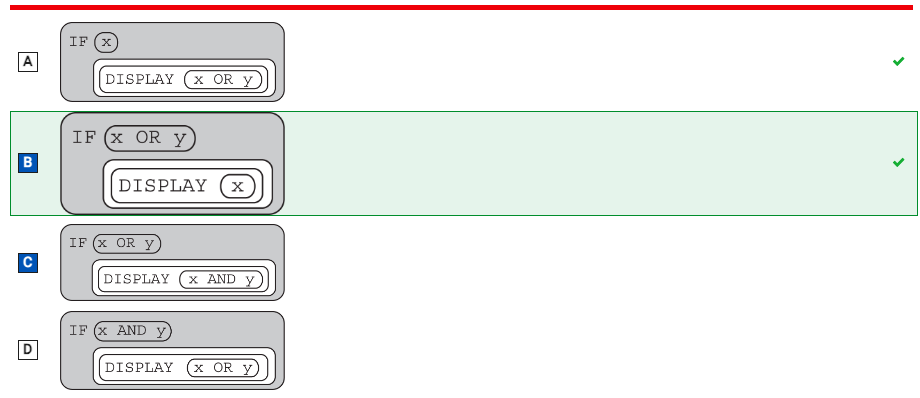 A
IF x
DISPLAY x OR y
B
IF x OR y
DISPLAY x
C
IF x OR y
DISPLAY x AND y
D
IF x AND y
DISPLAY x OR y